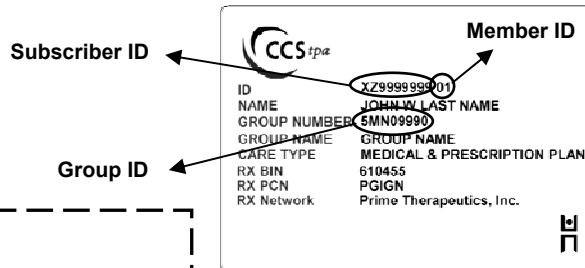 Member ID
Subscriber ID
CCStpa
ID XZ999999901
NAME JOHN W LAST NAME
GROUP NUMBER 5MN09990
GROUP NAME GROUP NAME
CARE TYPE MEDICAL & PRESCRIPTION PLAN
Group ID
RX BIN 610455
RX PCN PGIGN
RX Network Prime Therapeutics, Inc.